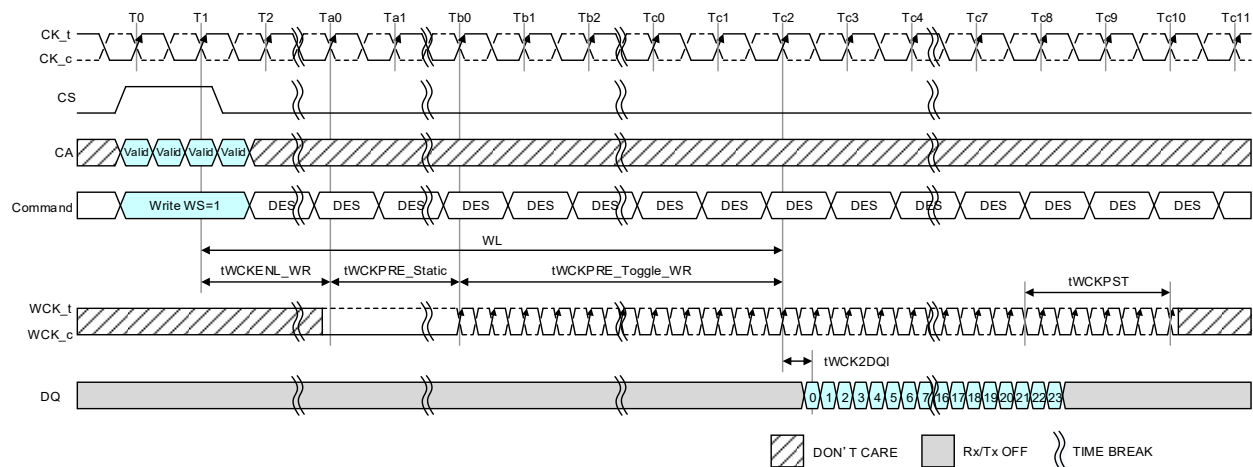 T0 T1 T2 Ta0 Ta1 Tb0 Tb1 Tb2 Tc0 Tc1 Tc2 Tc3 Tc4 Tc7 Tc8 Tc9 Tc10 Tc11
CK_t
CK_c
CS
CA Valid Valid Valid Valid
Command Write WS=1 DES DES DES DES DES DES DES DES DES DES DES DES DES DES DES
WL
tWCKENL_WR tWCKPRE_Static tWCKPRE_Toggle_WR tWCKPST
WCK_t
WCK_c
tWCK2DQI
DQ 0 1 2 3 4 5 6 7 16 17 18 19 20 21 22 23
DON'T CARE Rx/Tx OFF TIME BREAK